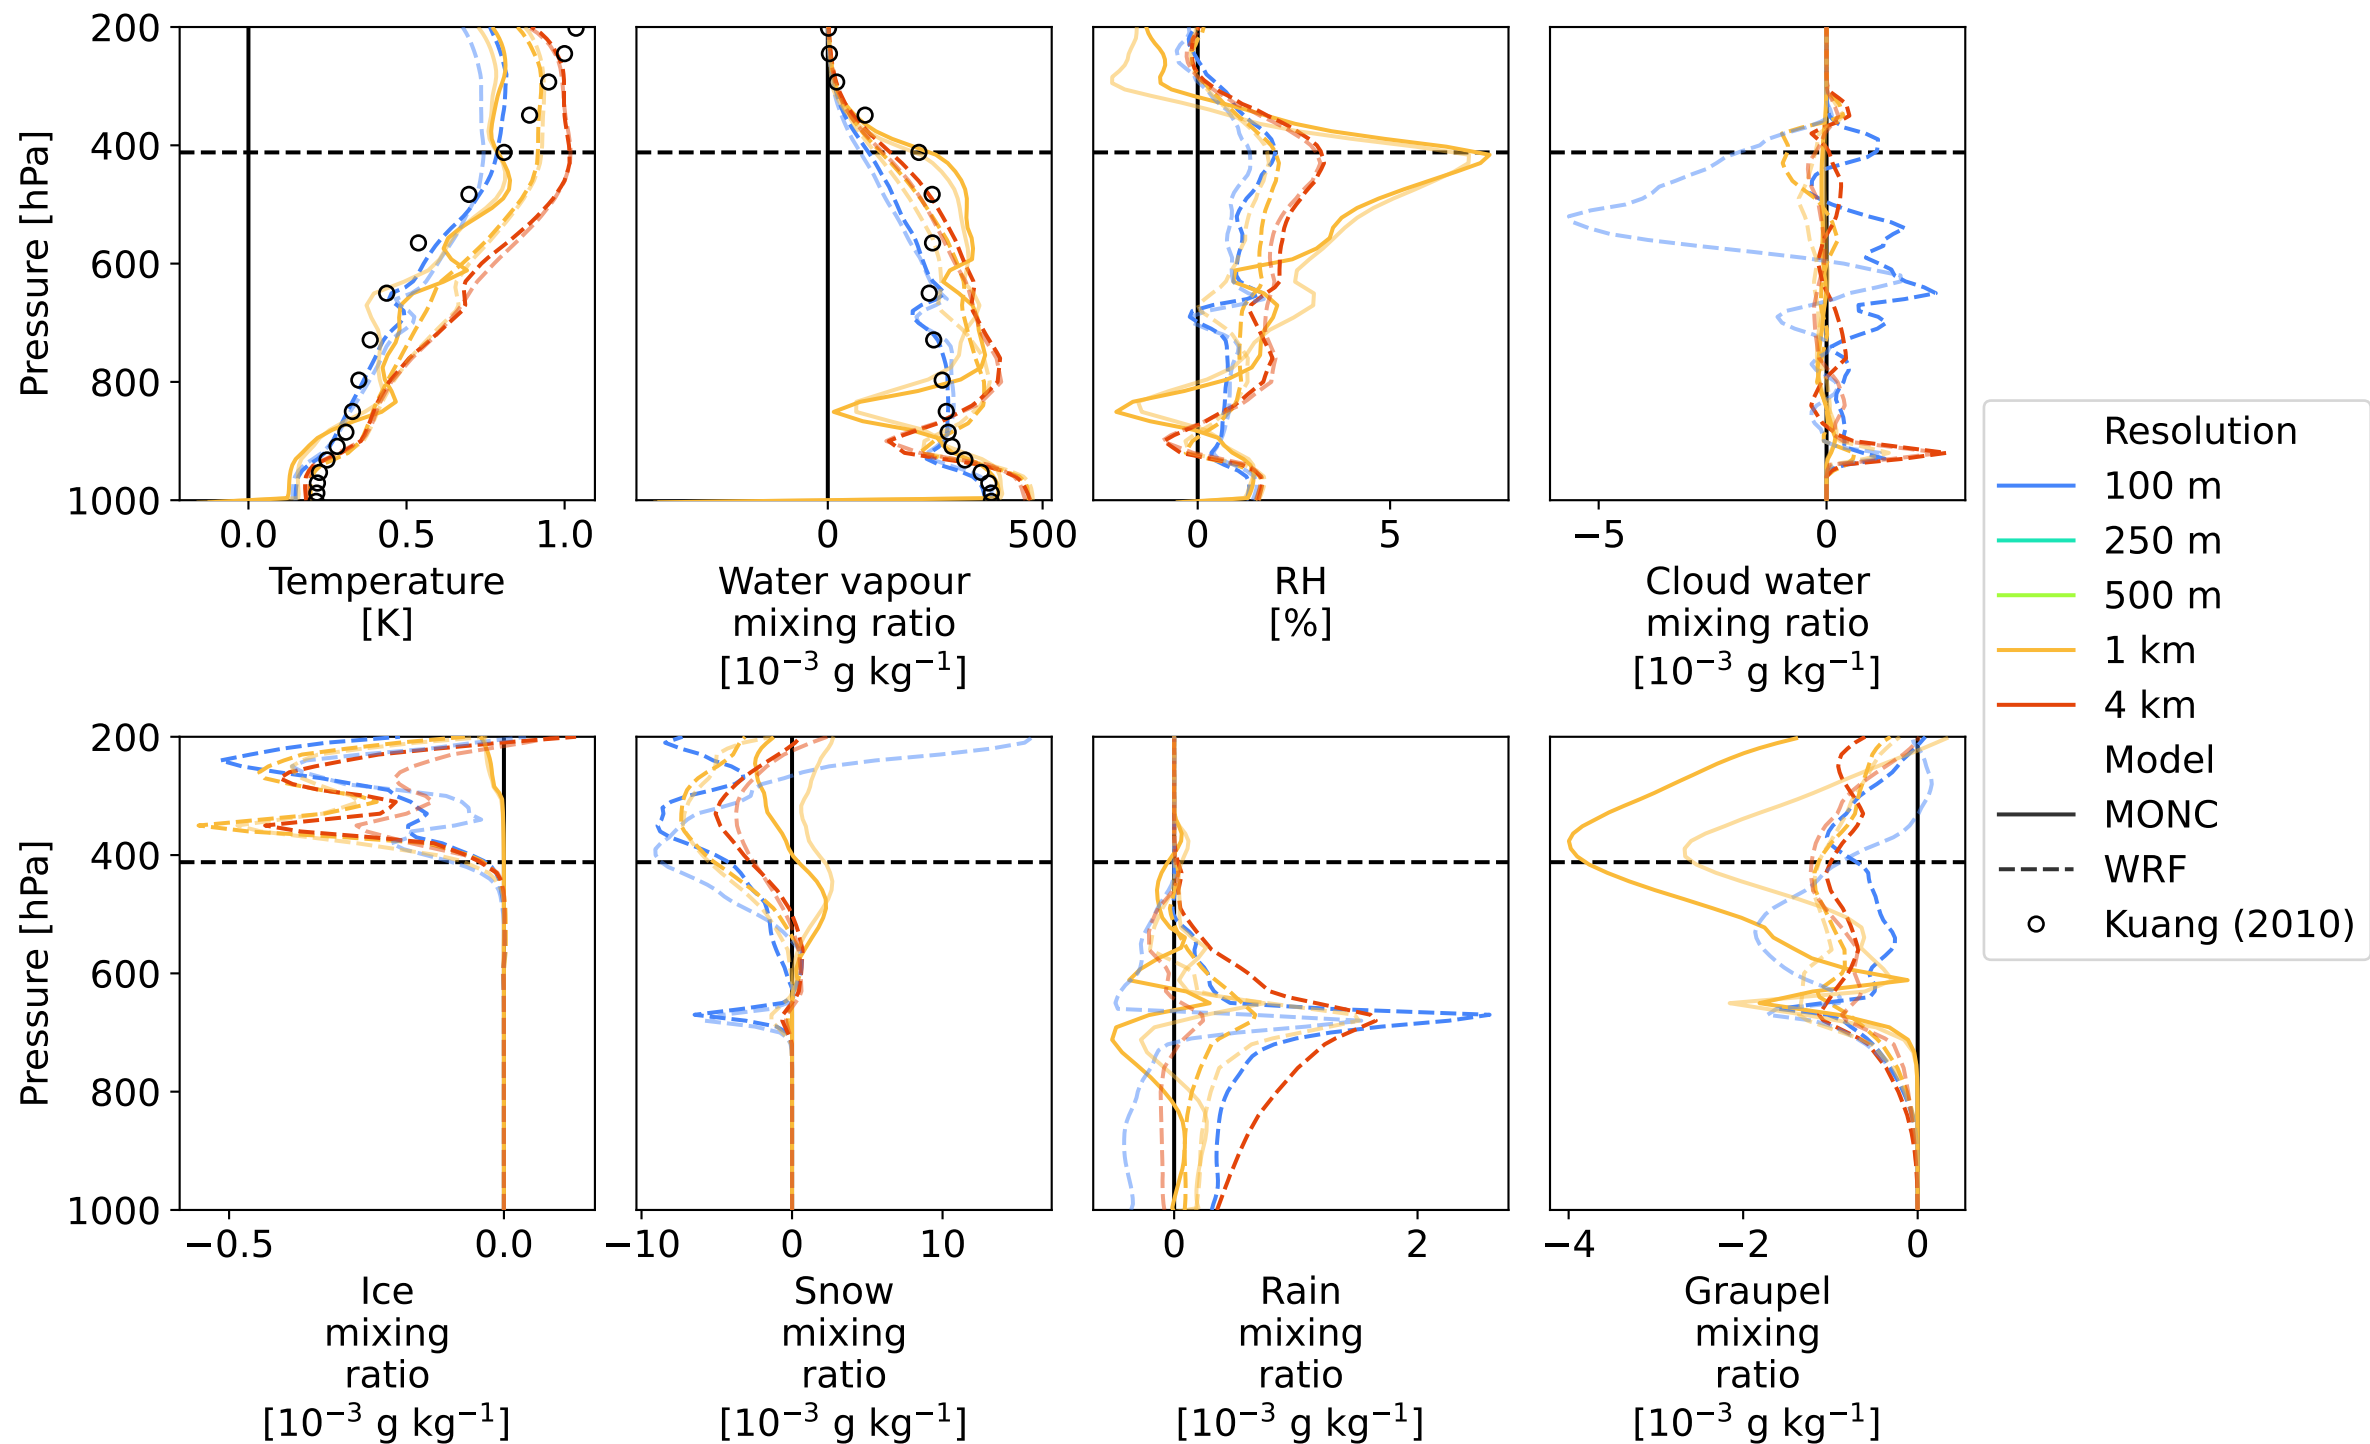 200
400
600
800
1000
Pressure [hPa]
0.0 0.5 1.0
Temperature
[K]
0 500
Water vapour
mixing ratio
[10⁻³ g kg⁻¹]
0 5
RH
[%]
−5 0
Cloud water
mixing ratio
[10⁻³ g kg⁻¹]
Resolution
100 m
250 m
500 m
1 km
4 km
Model
MONC
WRF
Kuang (2010)
200
400
600
800
1000
Pressure [hPa]
−0.5 0.0
Ice
mixing
ratio
[10⁻³ g kg⁻¹]
−10 0 10
Snow
mixing
ratio
[10⁻³ g kg⁻¹]
0 2
Rain
mixing
ratio
[10⁻³ g kg⁻¹]
−4 −2 0
Graupel
mixing
ratio
[10⁻³ g kg⁻¹]